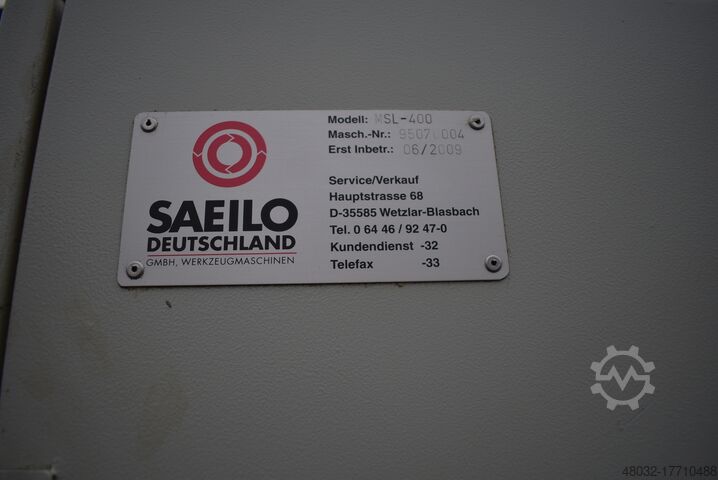 SAEILO
DEUTSCHLAND
GMBH, WERKZEUGMASCHINEN
Modell: MSL-400
Masch.-Nr.:
Erst Inbetr.: 06/2009
Service/Verkauf
Hauptstrasse 68
D-35585 Wetzlar-Blasbach
Tel. 0 64 46 / 92 47-0
Kundendienst -32
Telefax -33
48032-17710488